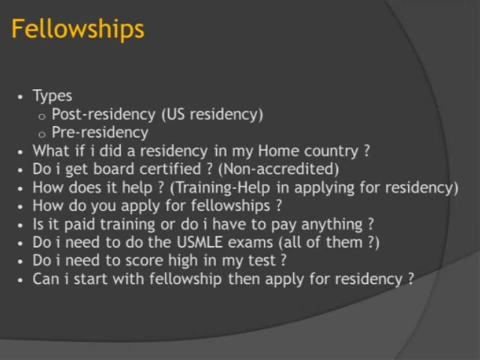 Fellowships
• Types
o Post-residency (US residency)
o Pre-residency
• What if i did a residency in my Home country ?
• Do i get board certified ? (Non-accredited)
• How does it help ? (Training-Help in applying for residency)
• How do you apply for fellowships ?
• Is it paid training or do i have to pay anything ?
• Do i need to do the USMLE exams (all of them ?)
• Do i need to score high in my test ?
• Can i start with fellowship then apply for residency ?